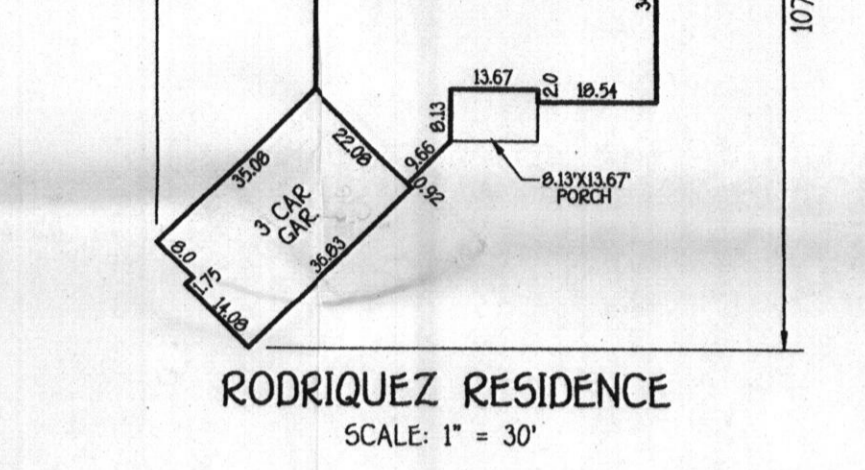 107
13.67
2.0
18.54
8.13
22.08
9.66
0.92
35.08
8.13'X13.67'
PORCH
3 CAR
GAR.
36.83
8.0
1.75
14.08
RODRIQUEZ RESIDENCE
SCALE: 1" = 30'